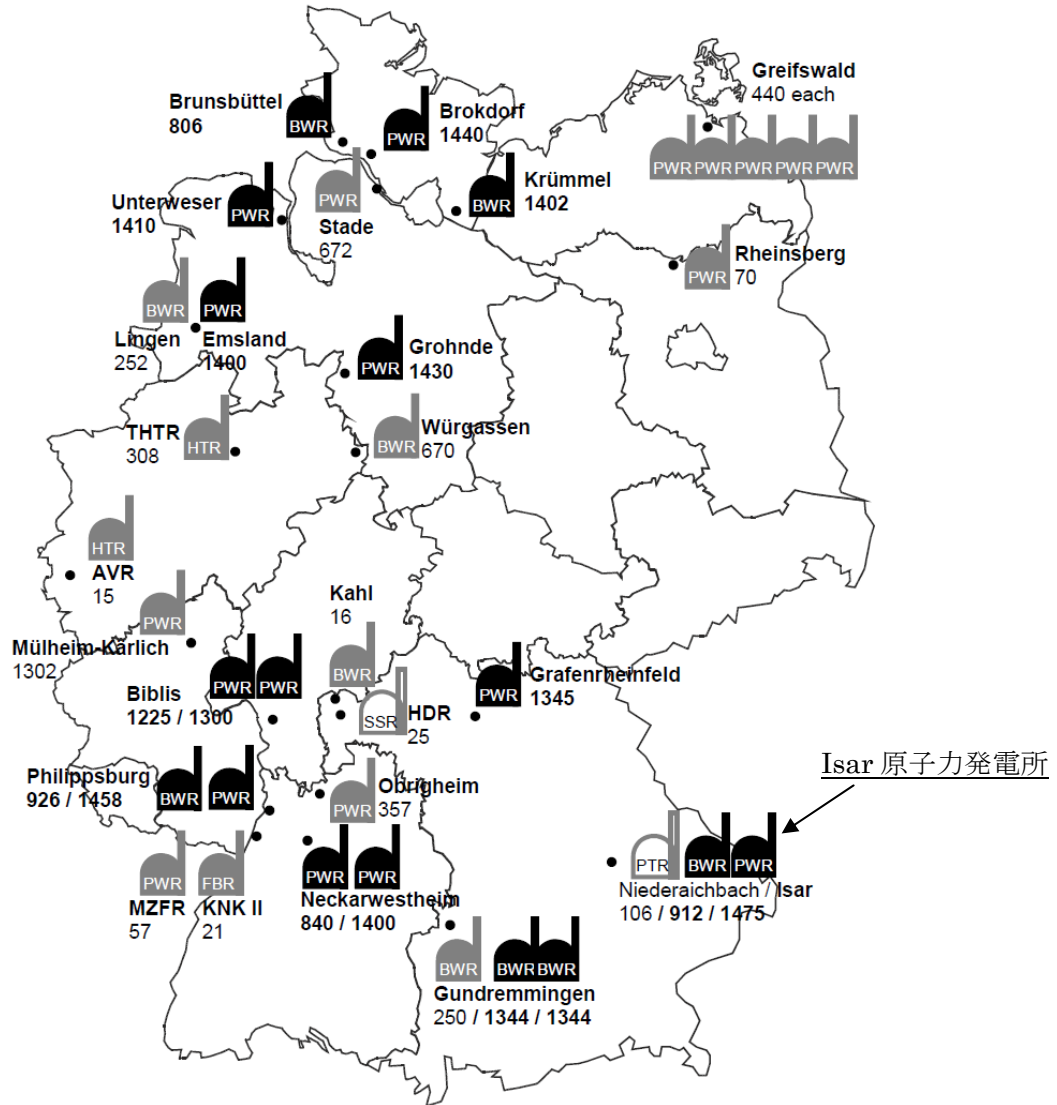 Greifswald
440 each
PWR PWR PWR PWR PWR
Brunsbüttel
806
BWR
Brokdorf
1440
PWR
Krümmel
1402
BWR
Unterweser
1410
PWR
PWR
Stade
672
Rheinsberg
70
PWR
BWR
PWR
Lingen
252
Emsland
1400
PWR
Grohnde
1430
THTR
308
HTR
BWR
Würgassen
670
HTR
AVR
15
PWR
Mülheim-Kärlich
1302
Kahl
16
BWR
PWR PWR
Biblis
1225 / 1300
SSR
HDR
25
PWR
Grafenrheinfeld
1345
Philippsburg
926 / 1458
BWR PWR
PWR
Obrigheim
357
Isar 原子力発電所
PWR
MZFR
57
FBR
KNK II
21
PWR PWR
Neckarwestheim
840 / 1400
PTR BWR PWR
Niederaichbach / Isar
106 / 912 / 1475
BWR BWR BWR
Gundremmingen
250 / 1344 / 1344